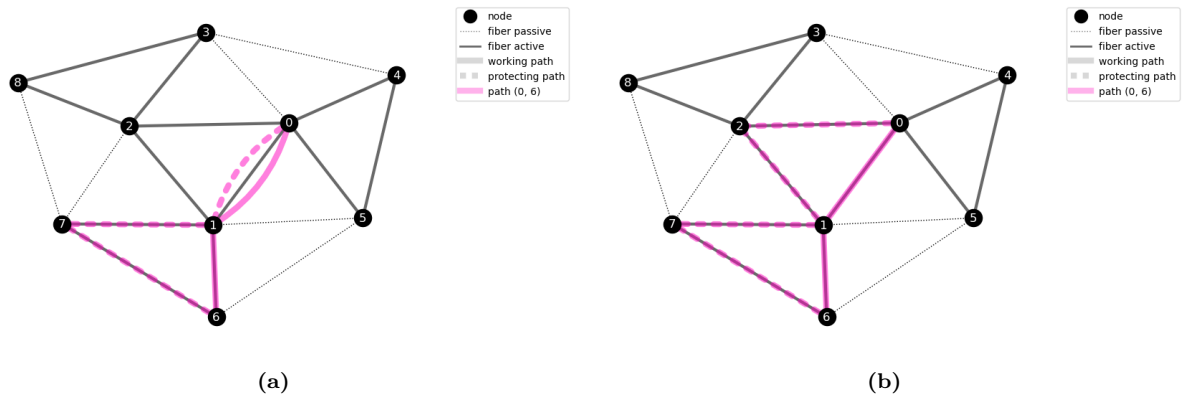 3
node
fiber passive
fiber active
working path
protecting path
path (0, 6)
4
8
0
2
5
7
1
6
(a)
3
node
fiber passive
fiber active
working path
protecting path
path (0, 6)
4
8
0
2
5
7
1
6
(b)